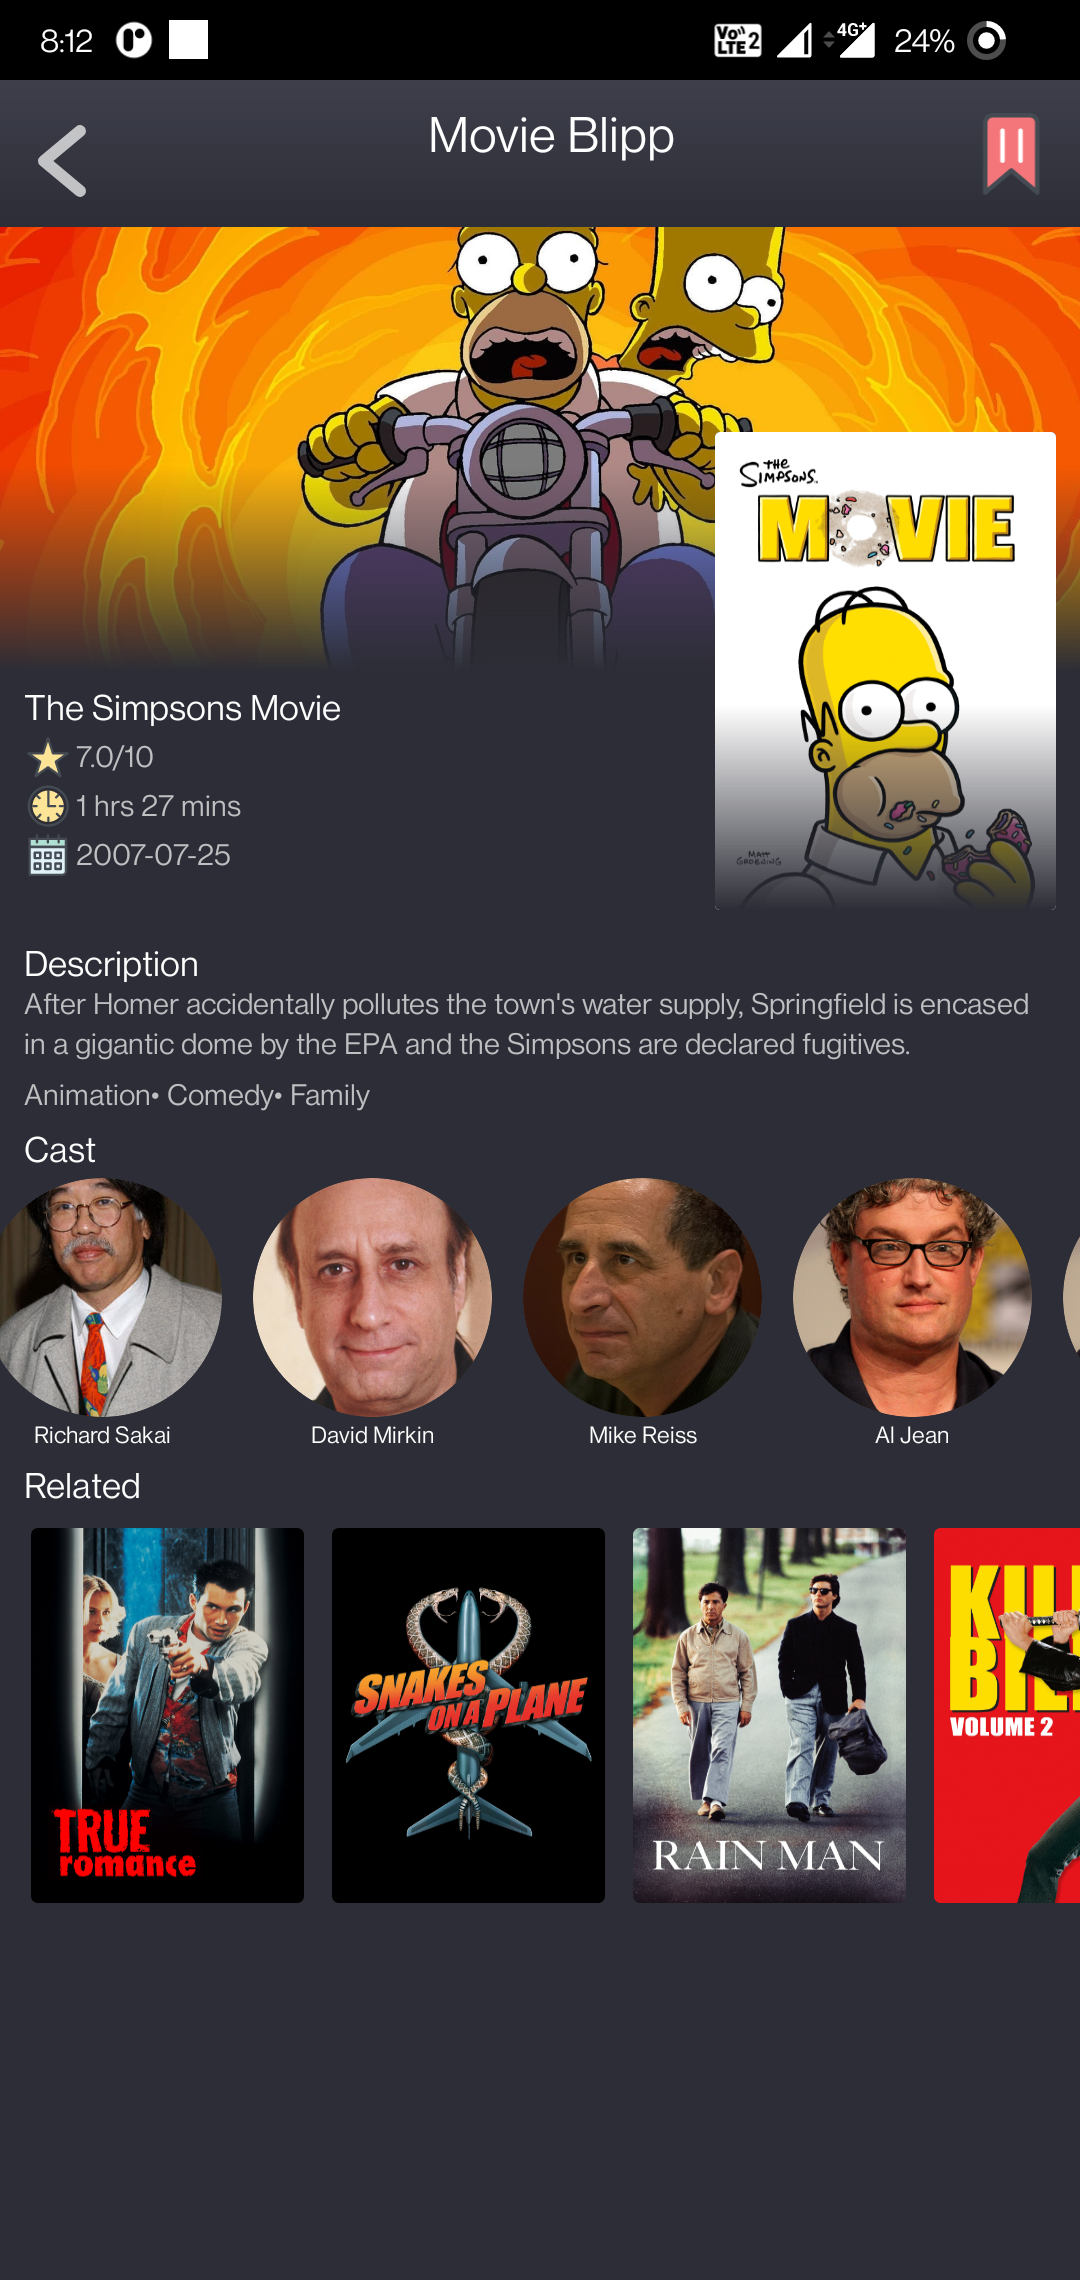 8:12
Vo)) LTE 2
4G+
24%
Movie Blipp
THE SIMPSONS.
MOVIE
MATT GROENING
The Simpsons Movie
7.0/10
1 hrs 27 mins
2007-07-25
Description
After Homer accidentally pollutes the town's water supply, Springfield is encased
in a gigantic dome by the EPA and the Simpsons are declared fugitives.
Animation• Comedy• Family
Cast
Richard Sakai
David Mirkin
Mike Reiss
Al Jean
Related
TRUE
romance
SNAKES
ON A PLANE
RAIN MAN
KILL
BILL
VOLUME 2